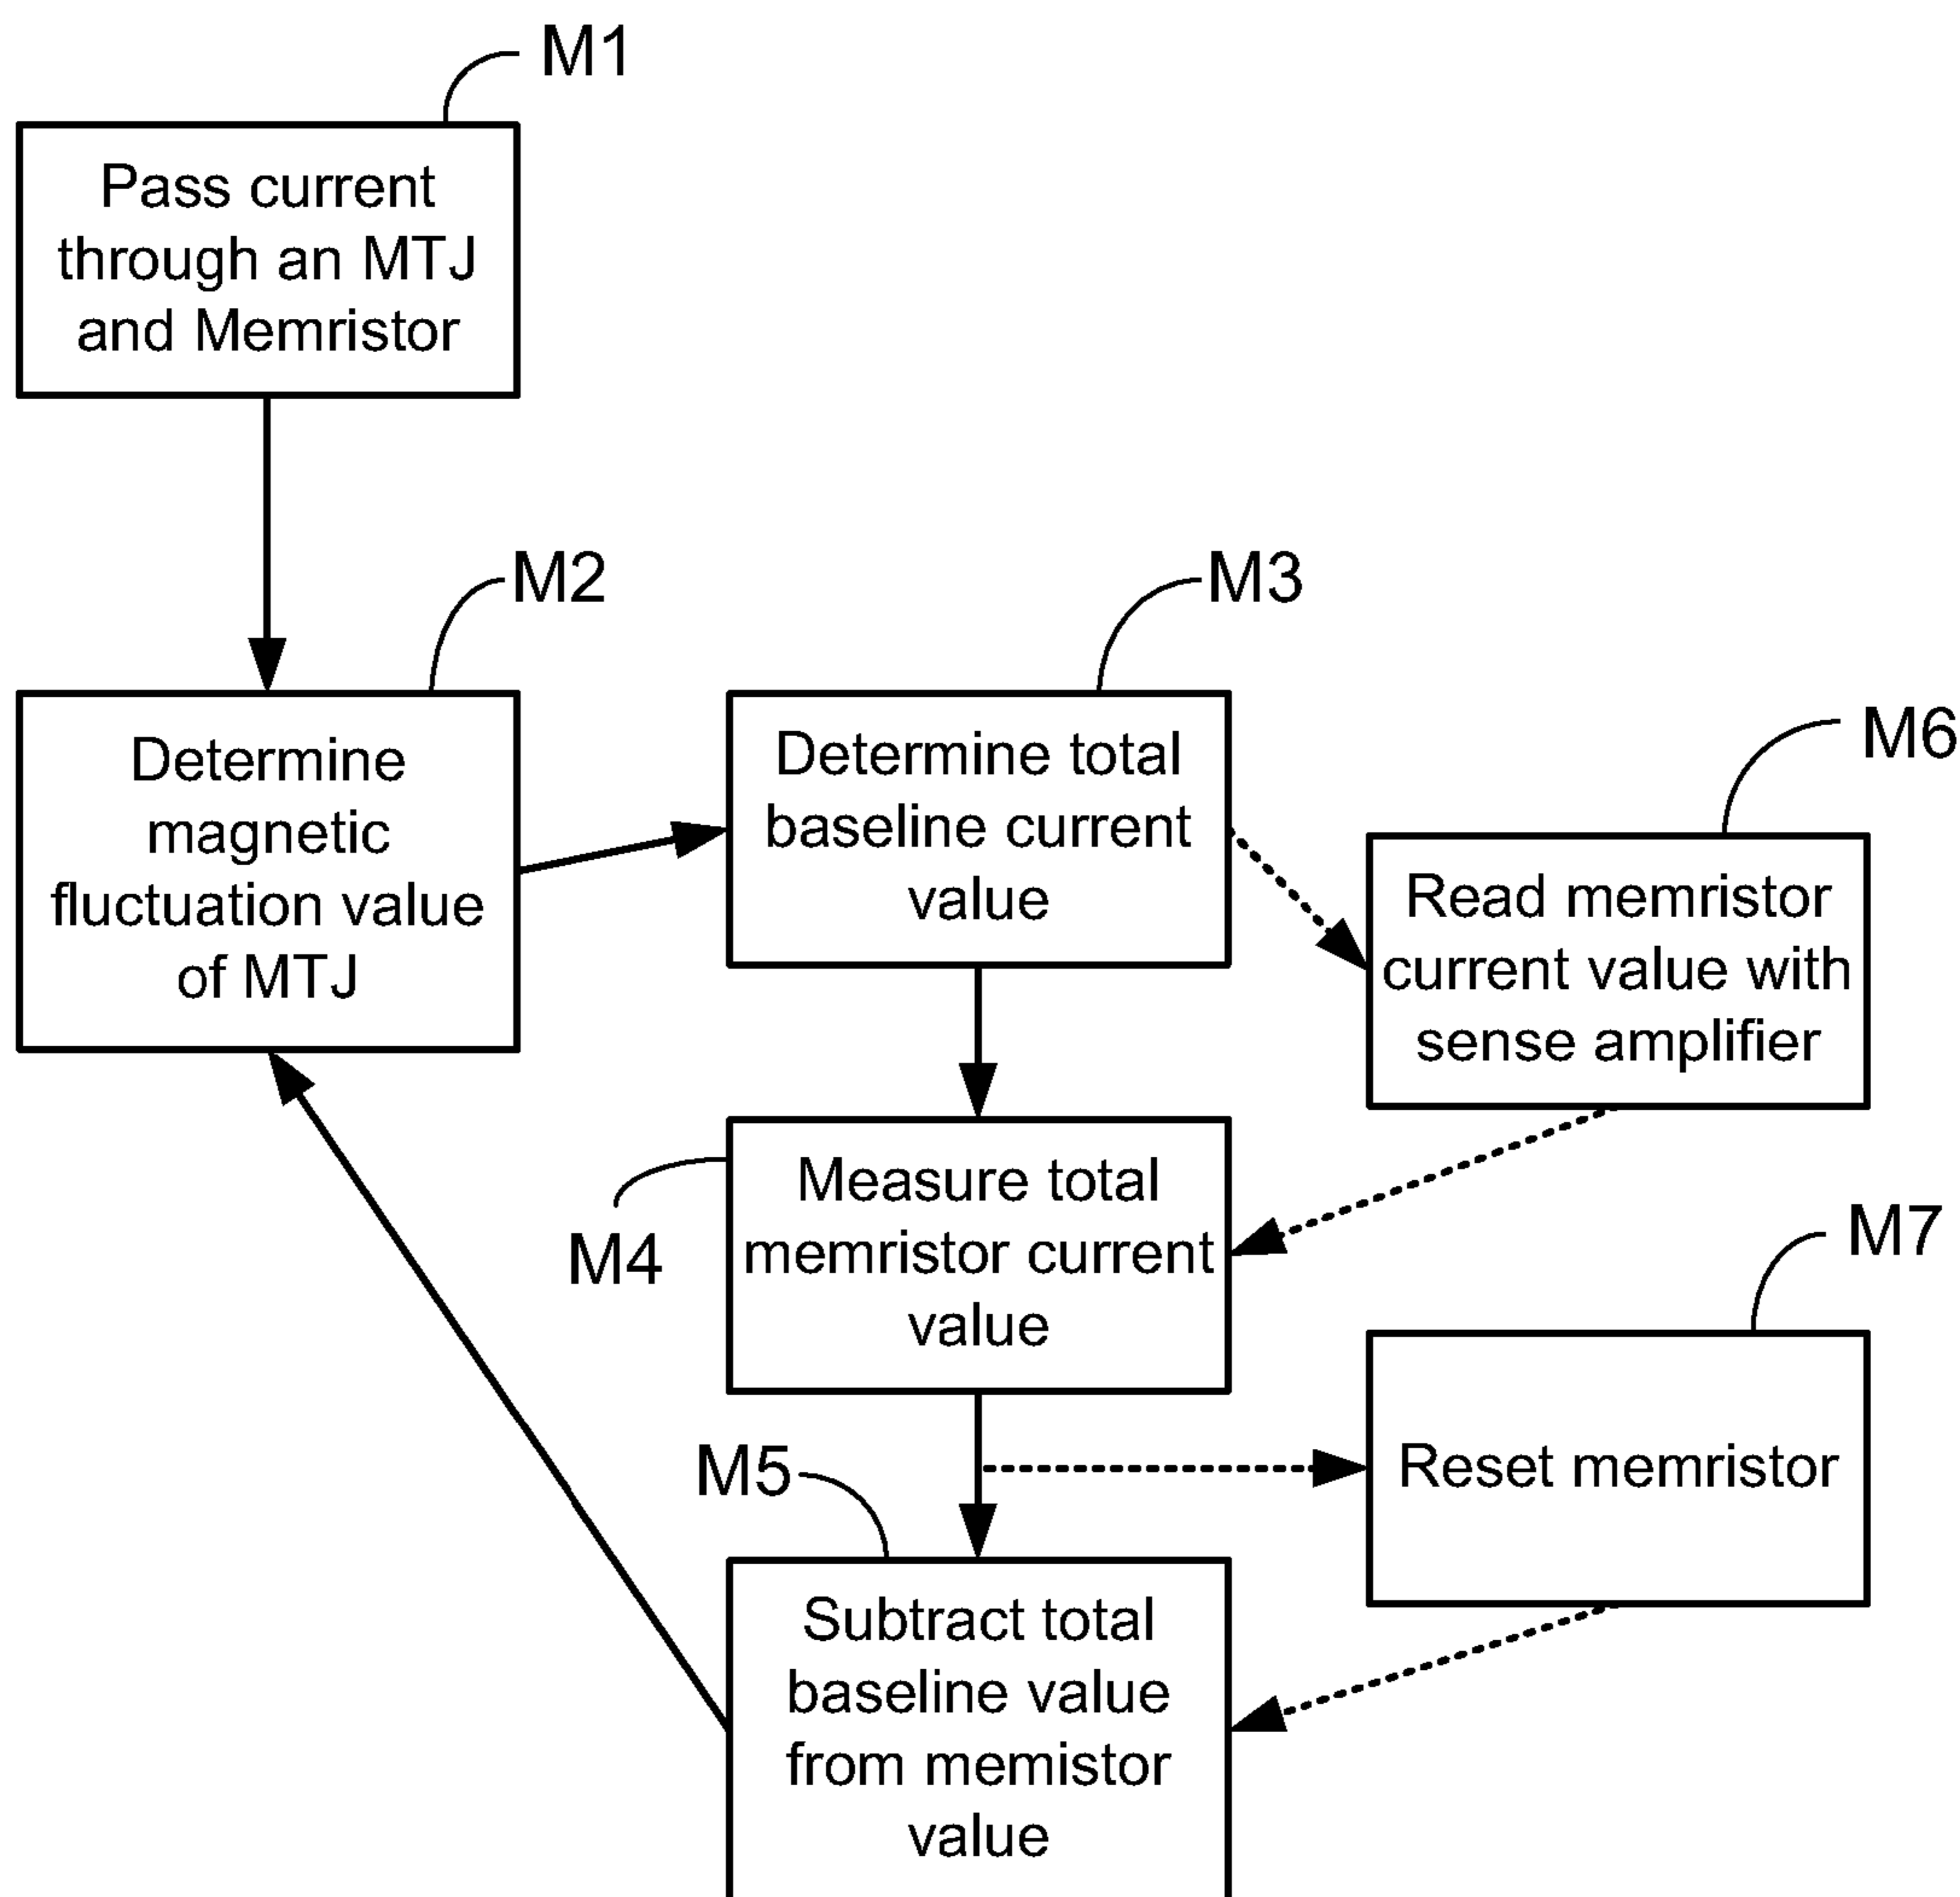 M1
Pass current
through an MTJ
and Memristor
M2
Determine
magnetic
fluctuation value
of MTJ
M3
Determine total
baseline current
value
M6
Read memristor
current value with
sense amplifier
M4
Measure total
memristor current
value
M7
Reset memristor
M5
Subtract total
baseline value
from memistor
value